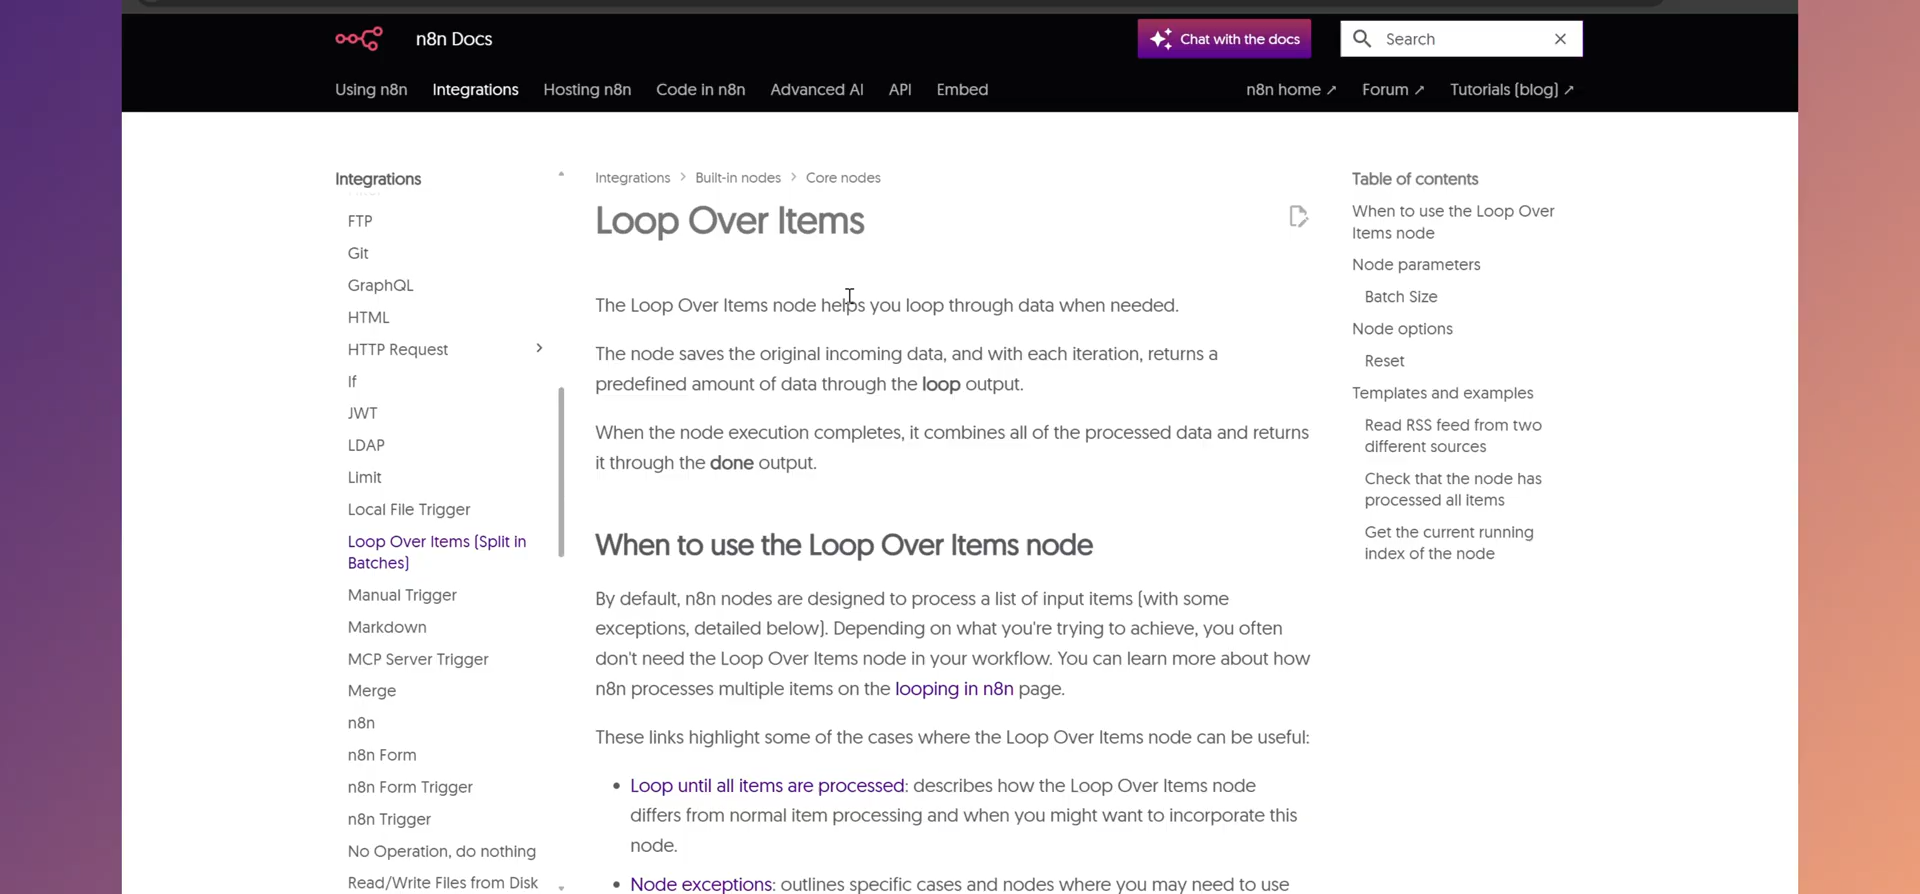 n8n Docs
Chat with the docs
Search
Using n8n
Integrations
Hosting n8n
Code in n8n
Advanced AI
API
Embed
n8n home ↗
Forum ↗
Tutorials (blog) ↗
Integrations
FTP
Git
GraphQL
HTML
HTTP Request
If
JWT
LDAP
Limit
Local File Trigger
Loop Over Items (Split in
Batches)
Manual Trigger
Markdown
MCP Server Trigger
Merge
n8n
n8n Form
n8n Form Trigger
n8n Trigger
No Operation, do nothing
Read/Write Files from Disk
Integrations > Built-in nodes > Core nodes
Loop Over Items
The Loop Over Items node helps you loop through data when needed.
The node saves the original incoming data, and with each iteration, returns a
predefined amount of data through the loop output.
When the node execution completes, it combines all of the processed data and returns
it through the done output.
When to use the Loop Over Items node
By default, n8n nodes are designed to process a list of input items (with some
exceptions, detailed below). Depending on what you're trying to achieve, you often
don't need the Loop Over Items node in your workflow. You can learn more about how
n8n processes multiple items on the looping in n8n page.
These links highlight some of the cases where the Loop Over Items node can be useful:
• Loop until all items are processed: describes how the Loop Over Items node
differs from normal item processing and when you might want to incorporate this
node.
• Node exceptions: outlines specific cases and nodes where you may need to use
Table of contents
When to use the Loop Over
Items node
Node parameters
Batch Size
Node options
Reset
Templates and examples
Read RSS feed from two
different sources
Check that the node has
processed all items
Get the current running
index of the node